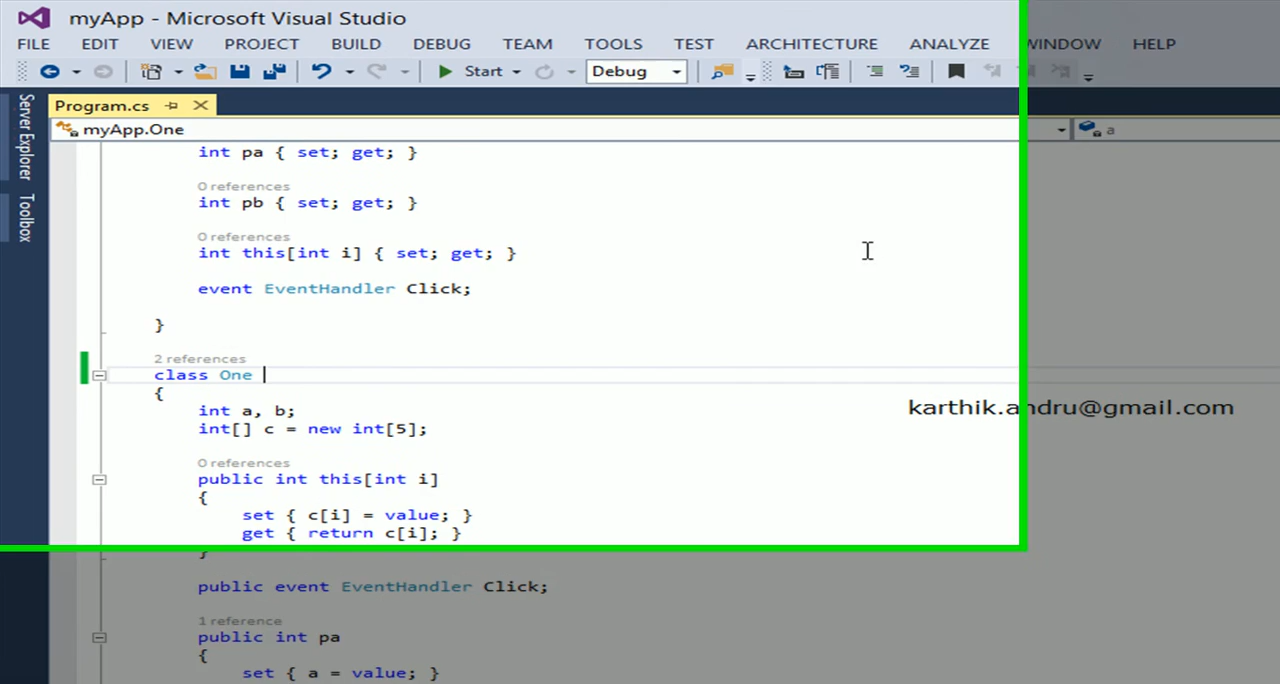 myApp - Microsoft Visual Studio
FILE EDIT VIEW PROJECT BUILD DEBUG TEAM TOOLS TEST ARCHITECTURE ANALYZE WINDOW HELP
Start Debug
Server Explorer
Toolbox
Program.cs
myApp.One a
int pa { set; get; }
0 references
int pb { set; get; }
0 references
int this[int i] { set; get; }
event EventHandler Click;
}
2 references
class One
{
karthik.andru@gmail.com
int a, b;
int[] c = new int[5];
0 references
public int this[int i]
{
set { c[i] = value; }
get { return c[i]; }
}
public event EventHandler Click;
1 reference
public int pa
{
set { a = value; }